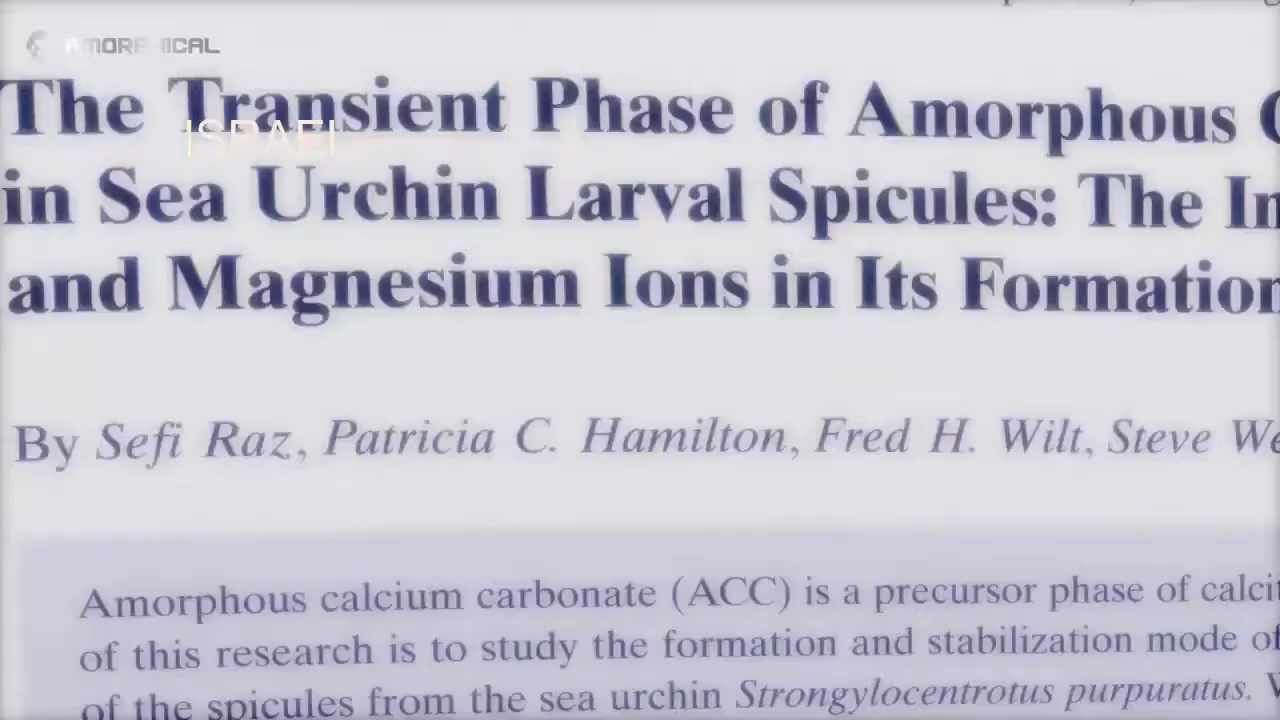 The Transient Phase of Amorphous
ISRAEL
in Sea Urchin Larval Spicules: The
and Magnesium Ions in Its Formation
By Sefi Raz, Patricia C. Hamilton, Fred H. Wilt, Steve
Amorphous calcium carbonate (ACC) is a precursor phase of
of this research is to study the formation and stabilization mode of
of the spicules from the sea urchin Strongylocentrotus purpuratus.